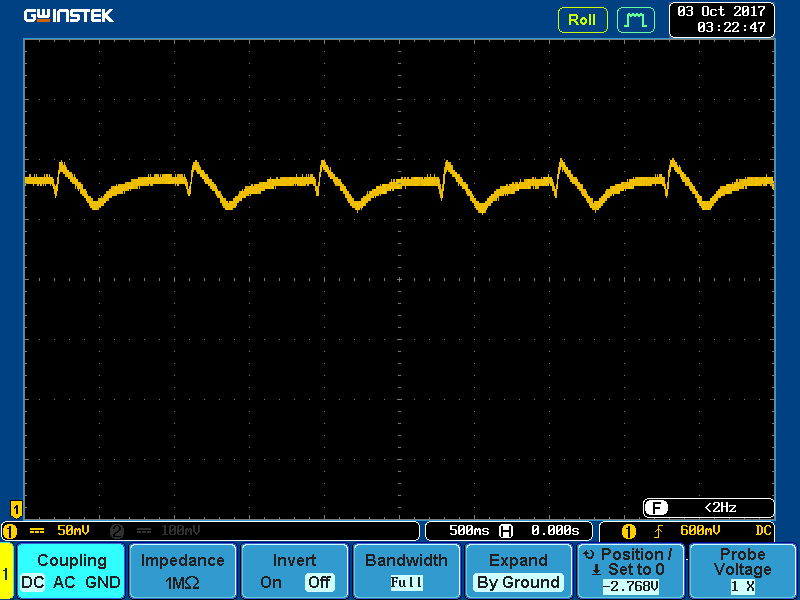 GWINSTEK
Roll
03 Oct 2017
03:22:47
1
F <2Hz
1 50mV 2 100mV
500ms H 0.000s
1 600mV DC
1
Coupling
DC AC GND
Impedance
1MΩ
Invert
On Off
Bandwidth
Full
Expand
By Ground
Position /
Set to 0
-2.768V
Probe
Voltage
1 X